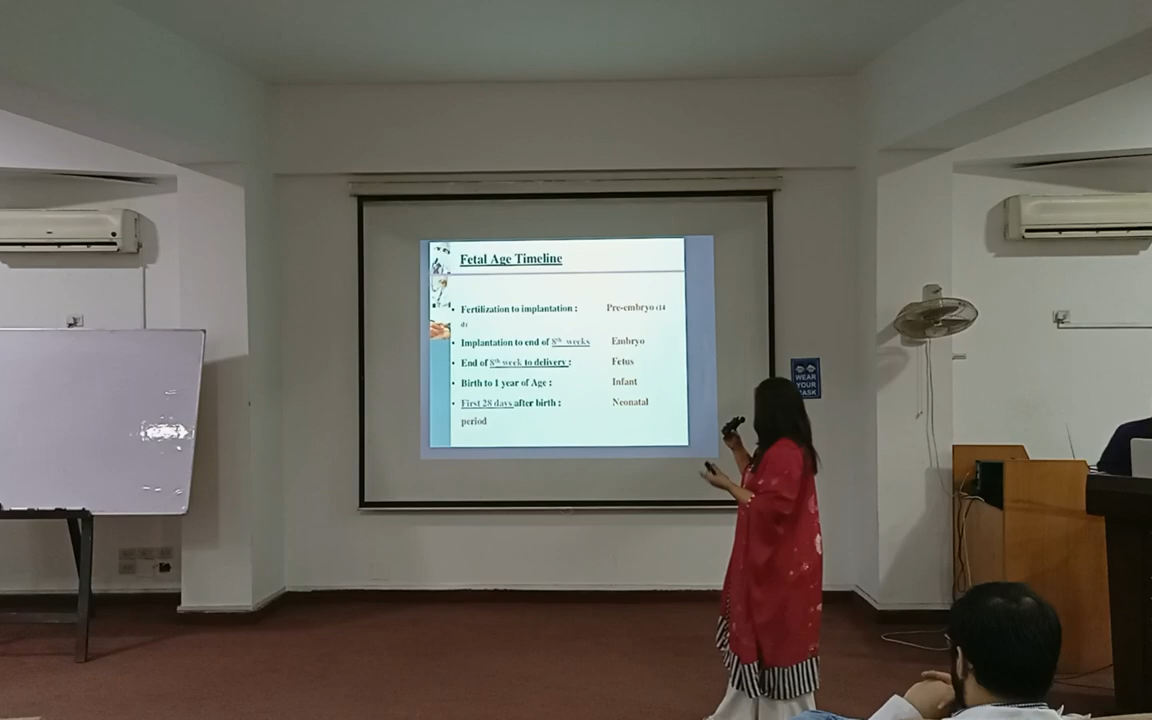 Fetal Age Timeline
• Fertilization to implantation : Pre-embryo (14
d)
• Implantation to end of 8th weeks Embryo
• End of 8th week to delivery : Fetus
• Birth to 1 year of Age : Infant
• First 28 days after birth : Neonatal
period
WEAR
YOUR
MASK